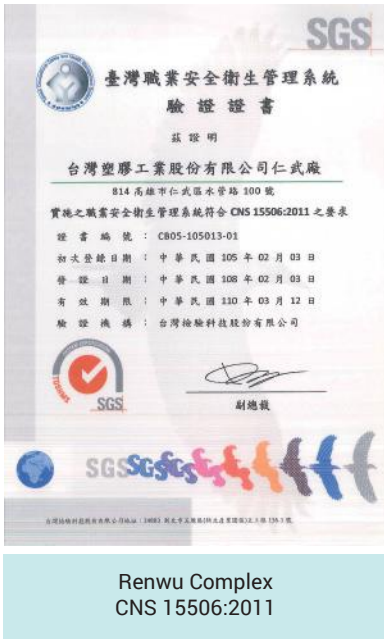 SGS
臺灣職業安全衛生管理系統
驗證證書
茲證明
台灣塑膠工業股份有限公司仁武廠
814 高雄市仁武區水管路 100 號
實施之職業安全衛生管理系統符合 CNS 15506:2011 之要求
證書編號：CB05-105013-01
初次登錄日期：中華民國 105 年 02 月 03 日
發證日期：中華民國 108 年 02 月 03 日
有效期限：中華民國 110 年 03 月 12 日
驗證機構：台灣檢驗科技股份有限公司
TOSHMS
SGS
副總裁
SGS SGSGS
Renwu Complex
CNS 15506:2011